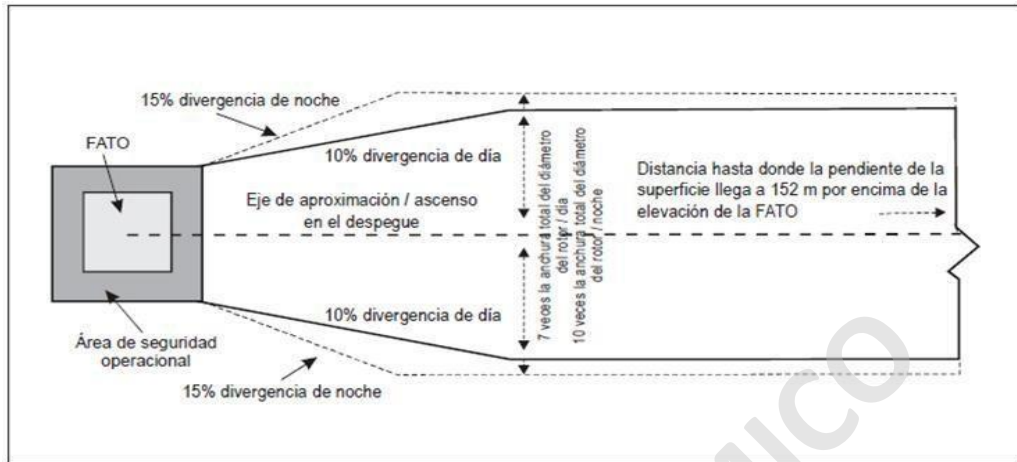 15% divergencia de noche
FATO
10% divergencia de día
Eje de aproximación / ascenso
en el despegue
7 veces la anchura total del diámetro
del rotor / día
10 veces la anchura total del diámetro
del rotor / noche
Distancia hasta donde la pendiente de la
superficie llega a 152 m por encima de la
elevación de la FATO
10% divergencia de día
Área de seguridad
operacional
15% divergencia de noche
MICO